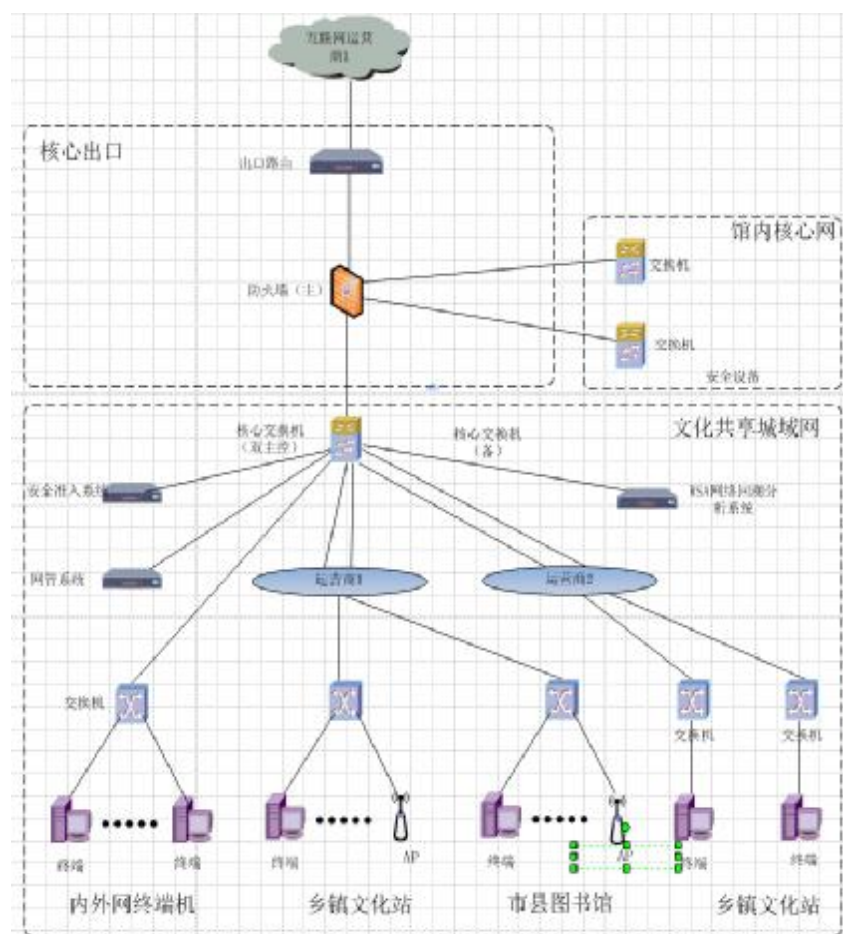 互联网运营
商1
核心出口
出口路由
馆内核心网
交换机
防火墙（主）
交换机
安全设备
核心交换机
（双主控）
核心交换机
（备）
文化共享城域网
安全准入系统
RSA网络回溯分
析系统
网管系统
运营商1
运营商2
交换机
交换机
交换机
终端
终端
终端
AP
终端
AP
终端
终端
内外网终端机
乡镇文化站
市县图书馆
乡镇文化站